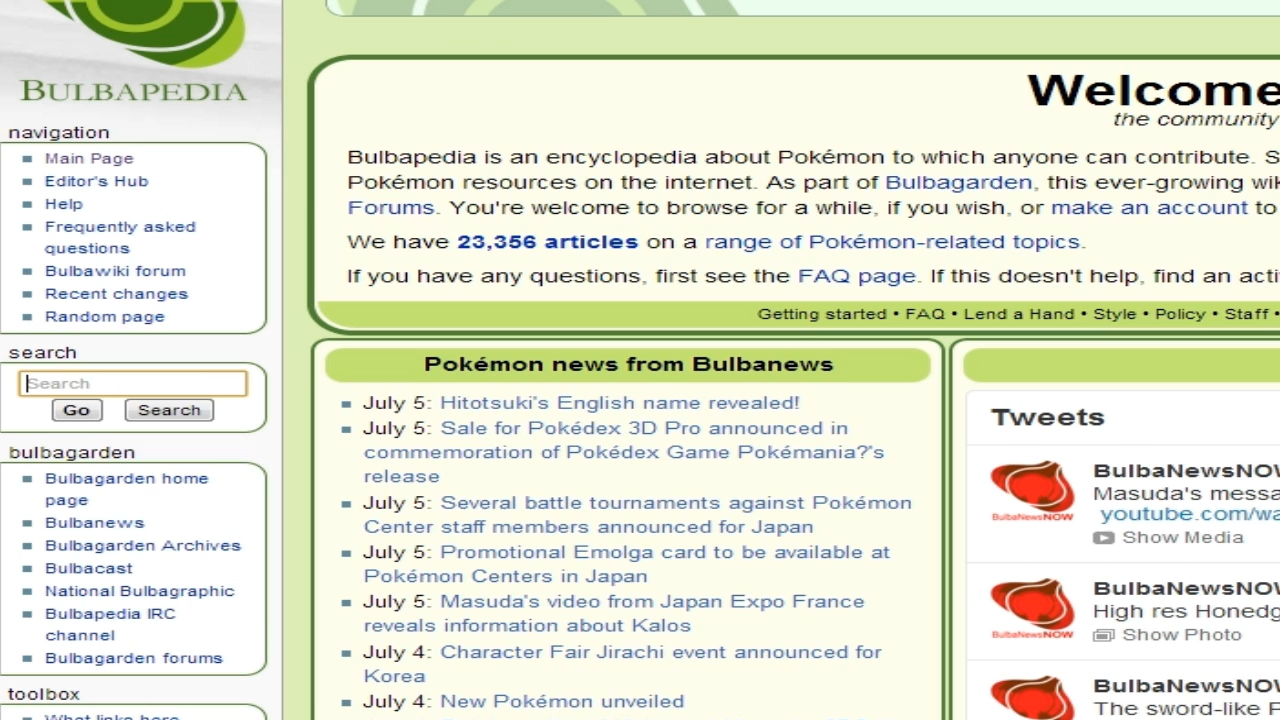 BULBAPEDIA
navigation
Main Page
Editor's Hub
Help
Frequently asked
questions
Bulbawiki forum
Recent changes
Random page
search
Search
Go Search
bulbagarden
Bulbagarden home
page
Bulbanews
Bulbagarden Archives
Bulbacast
National Bulbagraphic
Bulbapedia IRC
channel
Bulbagarden forums
toolbox
What links here
Welcome
the community
Bulbapedia is an encyclopedia about Pokémon to which anyone can contribute. S
Pokémon resources on the internet. As part of Bulbagarden, this ever-growing wik
Forums. You're welcome to browse for a while, if you wish, or make an account to
We have 23,356 articles on a range of Pokémon-related topics.
If you have any questions, first see the FAQ page. If this doesn't help, find an acti
Getting started • FAQ • Lend a Hand • Style • Policy • Staff •
Pokémon news from Bulbanews
July 5: Hitotsuki's English name revealed!
July 5: Sale for Pokédex 3D Pro announced in
commemoration of Pokédex Game Pokémania?'s
release
July 5: Several battle tournaments against Pokémon
Center staff members announced for Japan
July 5: Promotional Emolga card to be available at
Pokémon Centers in Japan
July 5: Masuda's video from Japan Expo France
reveals information about Kalos
July 4: Character Fair Jirachi event announced for
Korea
July 4: New Pokémon unveiled
Tweets
BulbaNewsNOW
BulbaNewsNOW
Masuda's messa
youtube.com/wa
Show Media
BulbaNewsNOW
BulbaNewsNOW
High res Honedg
Show Photo
BulbaNewsNOW
The sword-like P